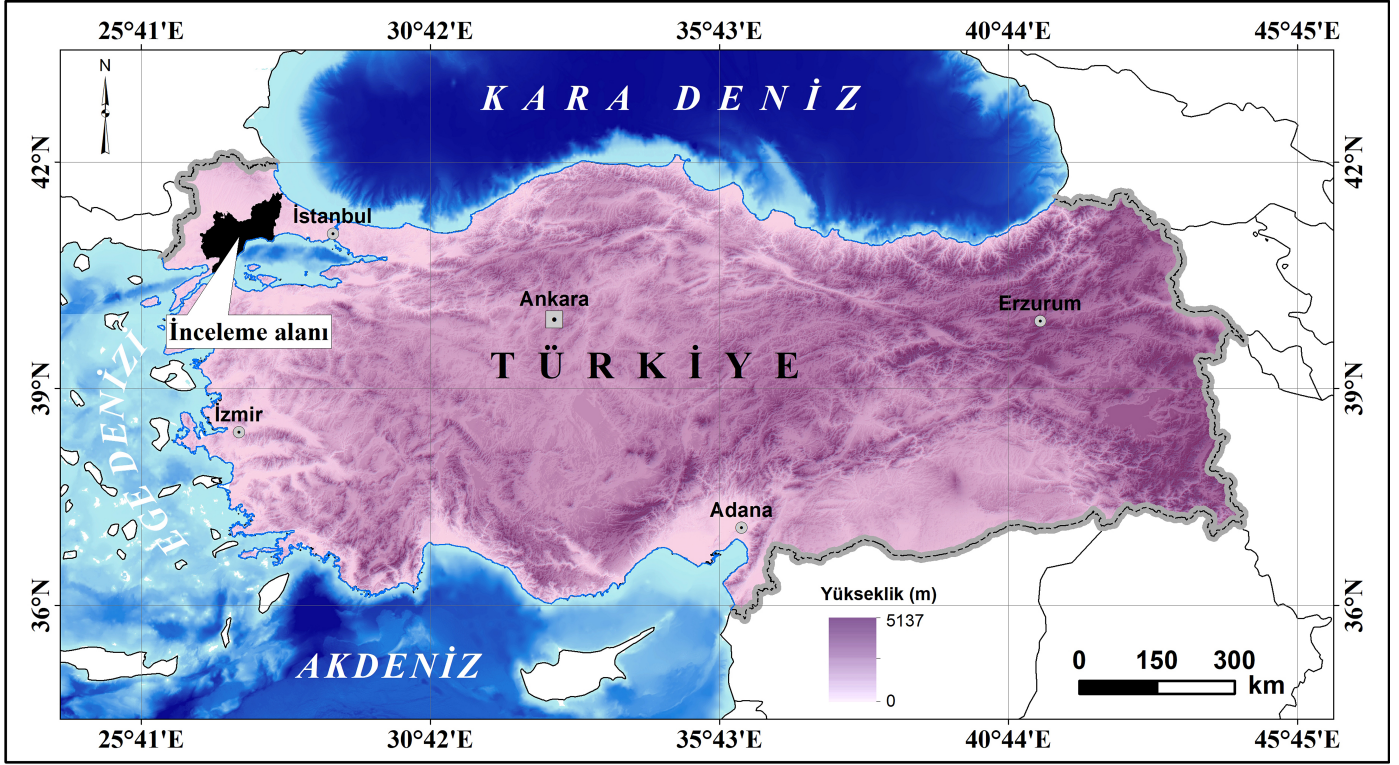 25°41'E 30°42'E 35°43'E 40°44'E 45°45'E
N
KARA DENİZ
42°N 42°N
İstanbul
Ankara
Erzurum
İnceleme alanı
TÜRKİYE
39°N 39°N
EGE DENİZİ
İzmir
Adana
36°N 36°N
Yükseklik (m)
5137
0
AKDENİZ
0 150 300
km
25°41'E 30°42'E 35°43'E 40°44'E 45°45'E